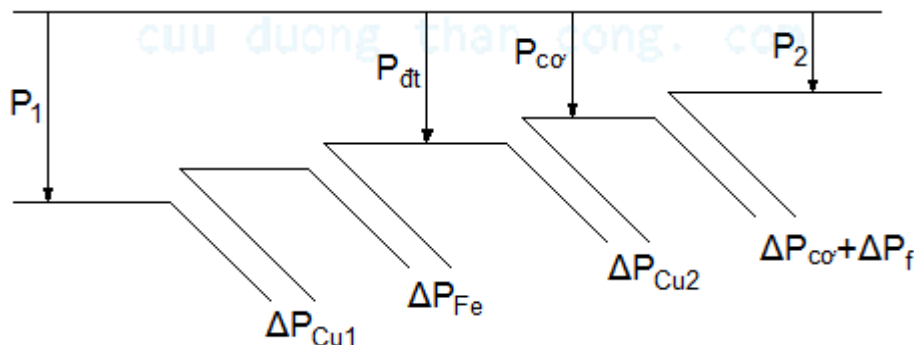 cuu duong than cong. com
P₁
Pđt
Pcơ
P₂
ΔPCu1
ΔPFe
ΔPCu2
ΔPcơ+ΔPf